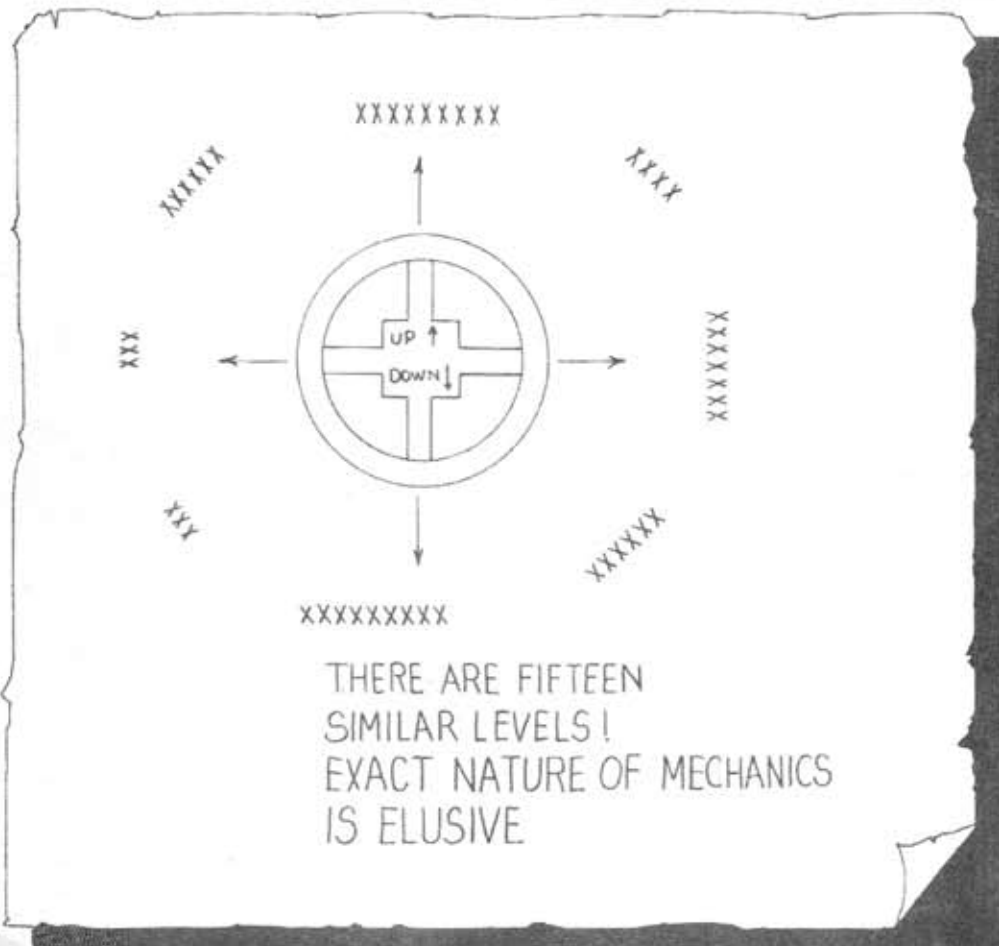 XXXXXXXXX
XXXXXX
XXXX
UP ↑
DOWN ↓
XXX
XXXXXXX
XXX
XXXXXX
XXXXXXXXX
THERE ARE FIFTEEN
SIMILAR LEVELS!
EXACT NATURE OF MECHANICS
IS ELUSIVE